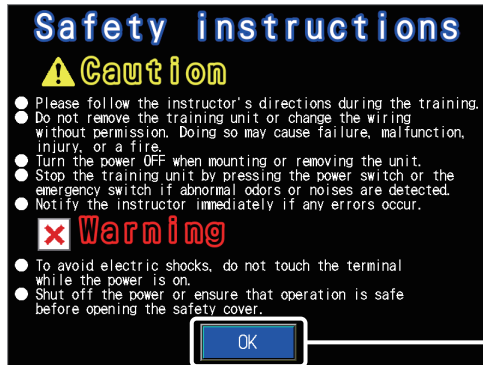 Safety instructions
Caution
● Please follow the instructor's directions during the training.
● Do not remove the training unit or change the wiring
without permission. Doing so may cause failure, malfunction,
injury, or a fire.
● Turn the power OFF when mounting or removing the unit.
● Stop the training unit by pressing the power switch or the
emergency switch if abnormal odors or noises are detected.
● Notify the instructor immediately if any errors occur.
Warning
● To avoid electric shocks, do not touch the terminal
while the power is on.
● Shut off the power or ensure that operation is safe
before opening the safety cover.
OK